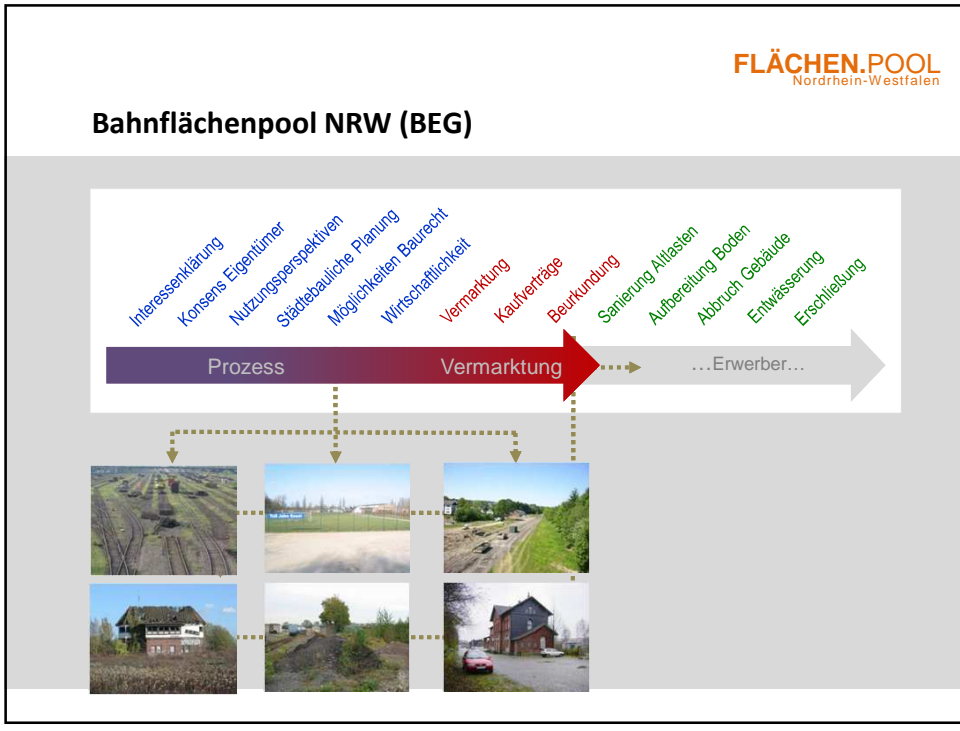 FLÄCHEN.POOL
Nordrhein-Westfalen
Bahnflächenpool NRW (BEG)
Interessenklärung
Konsens Eigentümer
Nutzungsperspektiven
Städtebauliche Planung
Möglichkeiten Baurecht
Wirtschaftlichkeit
Vermarktung
Kaufverträge
Beurkundung
Sanierung Altlasten
Aufbereitung Boden
Abbruch Gebäude
Entwässerung
Erschließung
Prozess
Vermarktung
...Erwerber...